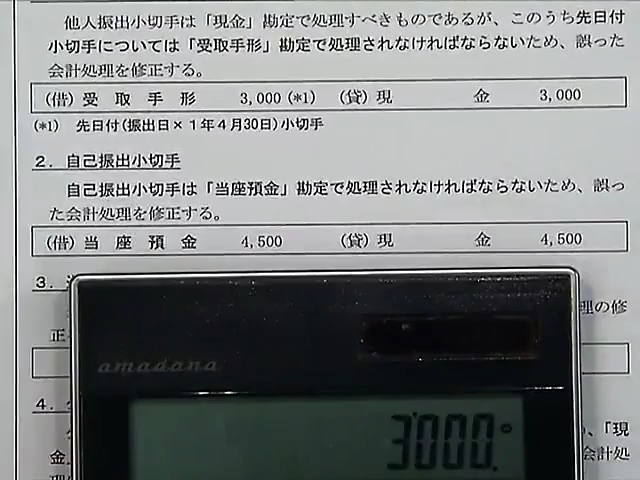 他人振出小切手は「現金」勘定で処理すべきものであるが、このうち先日付
小切手については「受取手形」勘定で処理されなければならないため、誤った
会計処理を修正する。
(借) 受 取 手 形 3,000 (*1) (貸) 現 金 3,000
(*1) 先日付(振出日×1年4月30日)小切手
2. 自己振出小切手
自己振出小切手は「当座預金」勘定で処理されなければならないため、誤っ
た会計処理を修正する。
(借) 当 座 預 金 4,500 (貸) 現 金 4,500
3.
理の修
正
amadana
4.
3'000.
、「現
金」
会計処